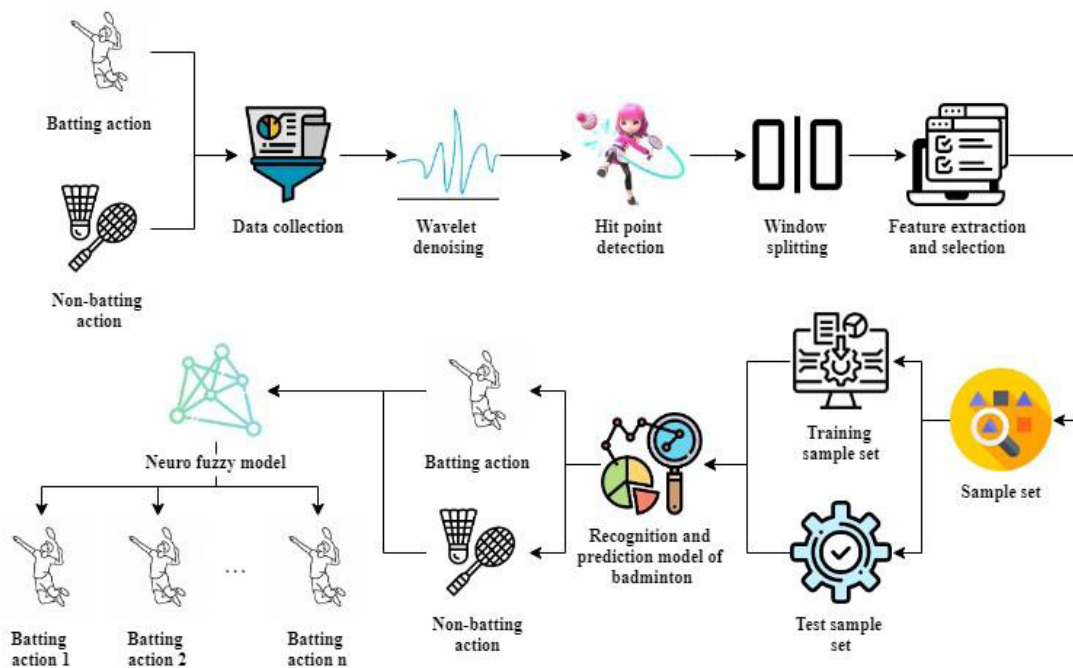 Batting action
Non-batting
action
Data collection
Wavelet
denoising
Hit point
detection
Window
splitting
Feature extraction
and selection
Sample set
Training
sample set
Test sample
set
Recognition and
prediction model of
badminton
Batting action
Non-batting
action
Neuro fuzzy model
Batting
action 1
Batting
action 2
...
Batting
action n